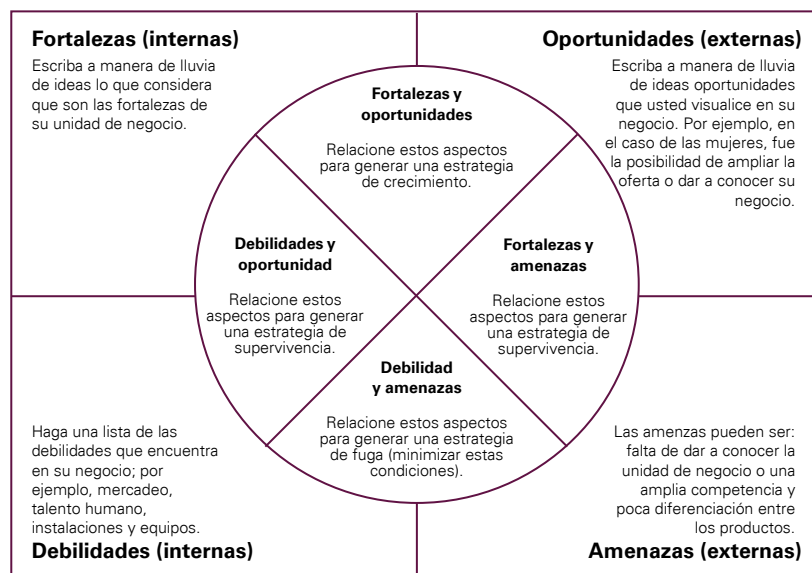 Fortalezas (internas)
Escriba a manera de lluvia
de ideas lo que considera
que son las fortalezas de
su unidad de negocio.
Oportunidades (externas)
Escriba a manera de lluvia
de ideas oportunidades
que usted visualice en su
negocio. Por ejemplo, en
el caso de las mujeres, fue
la posibilidad de ampliar la
oferta o dar a conocer su
negocio.
Fortalezas y
oportunidades
Relacione estos aspectos
para generar una estrategia
de crecimiento.
Debilidades y
oportunidad
Relacione estos
aspectos para generar
una estrategia de
supervivencia.
Fortalezas y
amenazas
Relacione estos
aspectos para generar
una estrategia de
supervivencia.
Debilidad
y amenazas
Relacione estos aspectos
para generar una estrategia
de fuga (minimizar estas
condiciones).
Haga una lista de las
debilidades que encuentra
en su negocio; por
ejemplo, mercadeo,
talento humano,
instalaciones y equipos.
Debilidades (internas)
Las amenzas pueden ser:
falta de dar a conocer la
unidad de negocio o una
amplia competencia y
poca diferenciación entre
los productos.
Amenazas (externas)